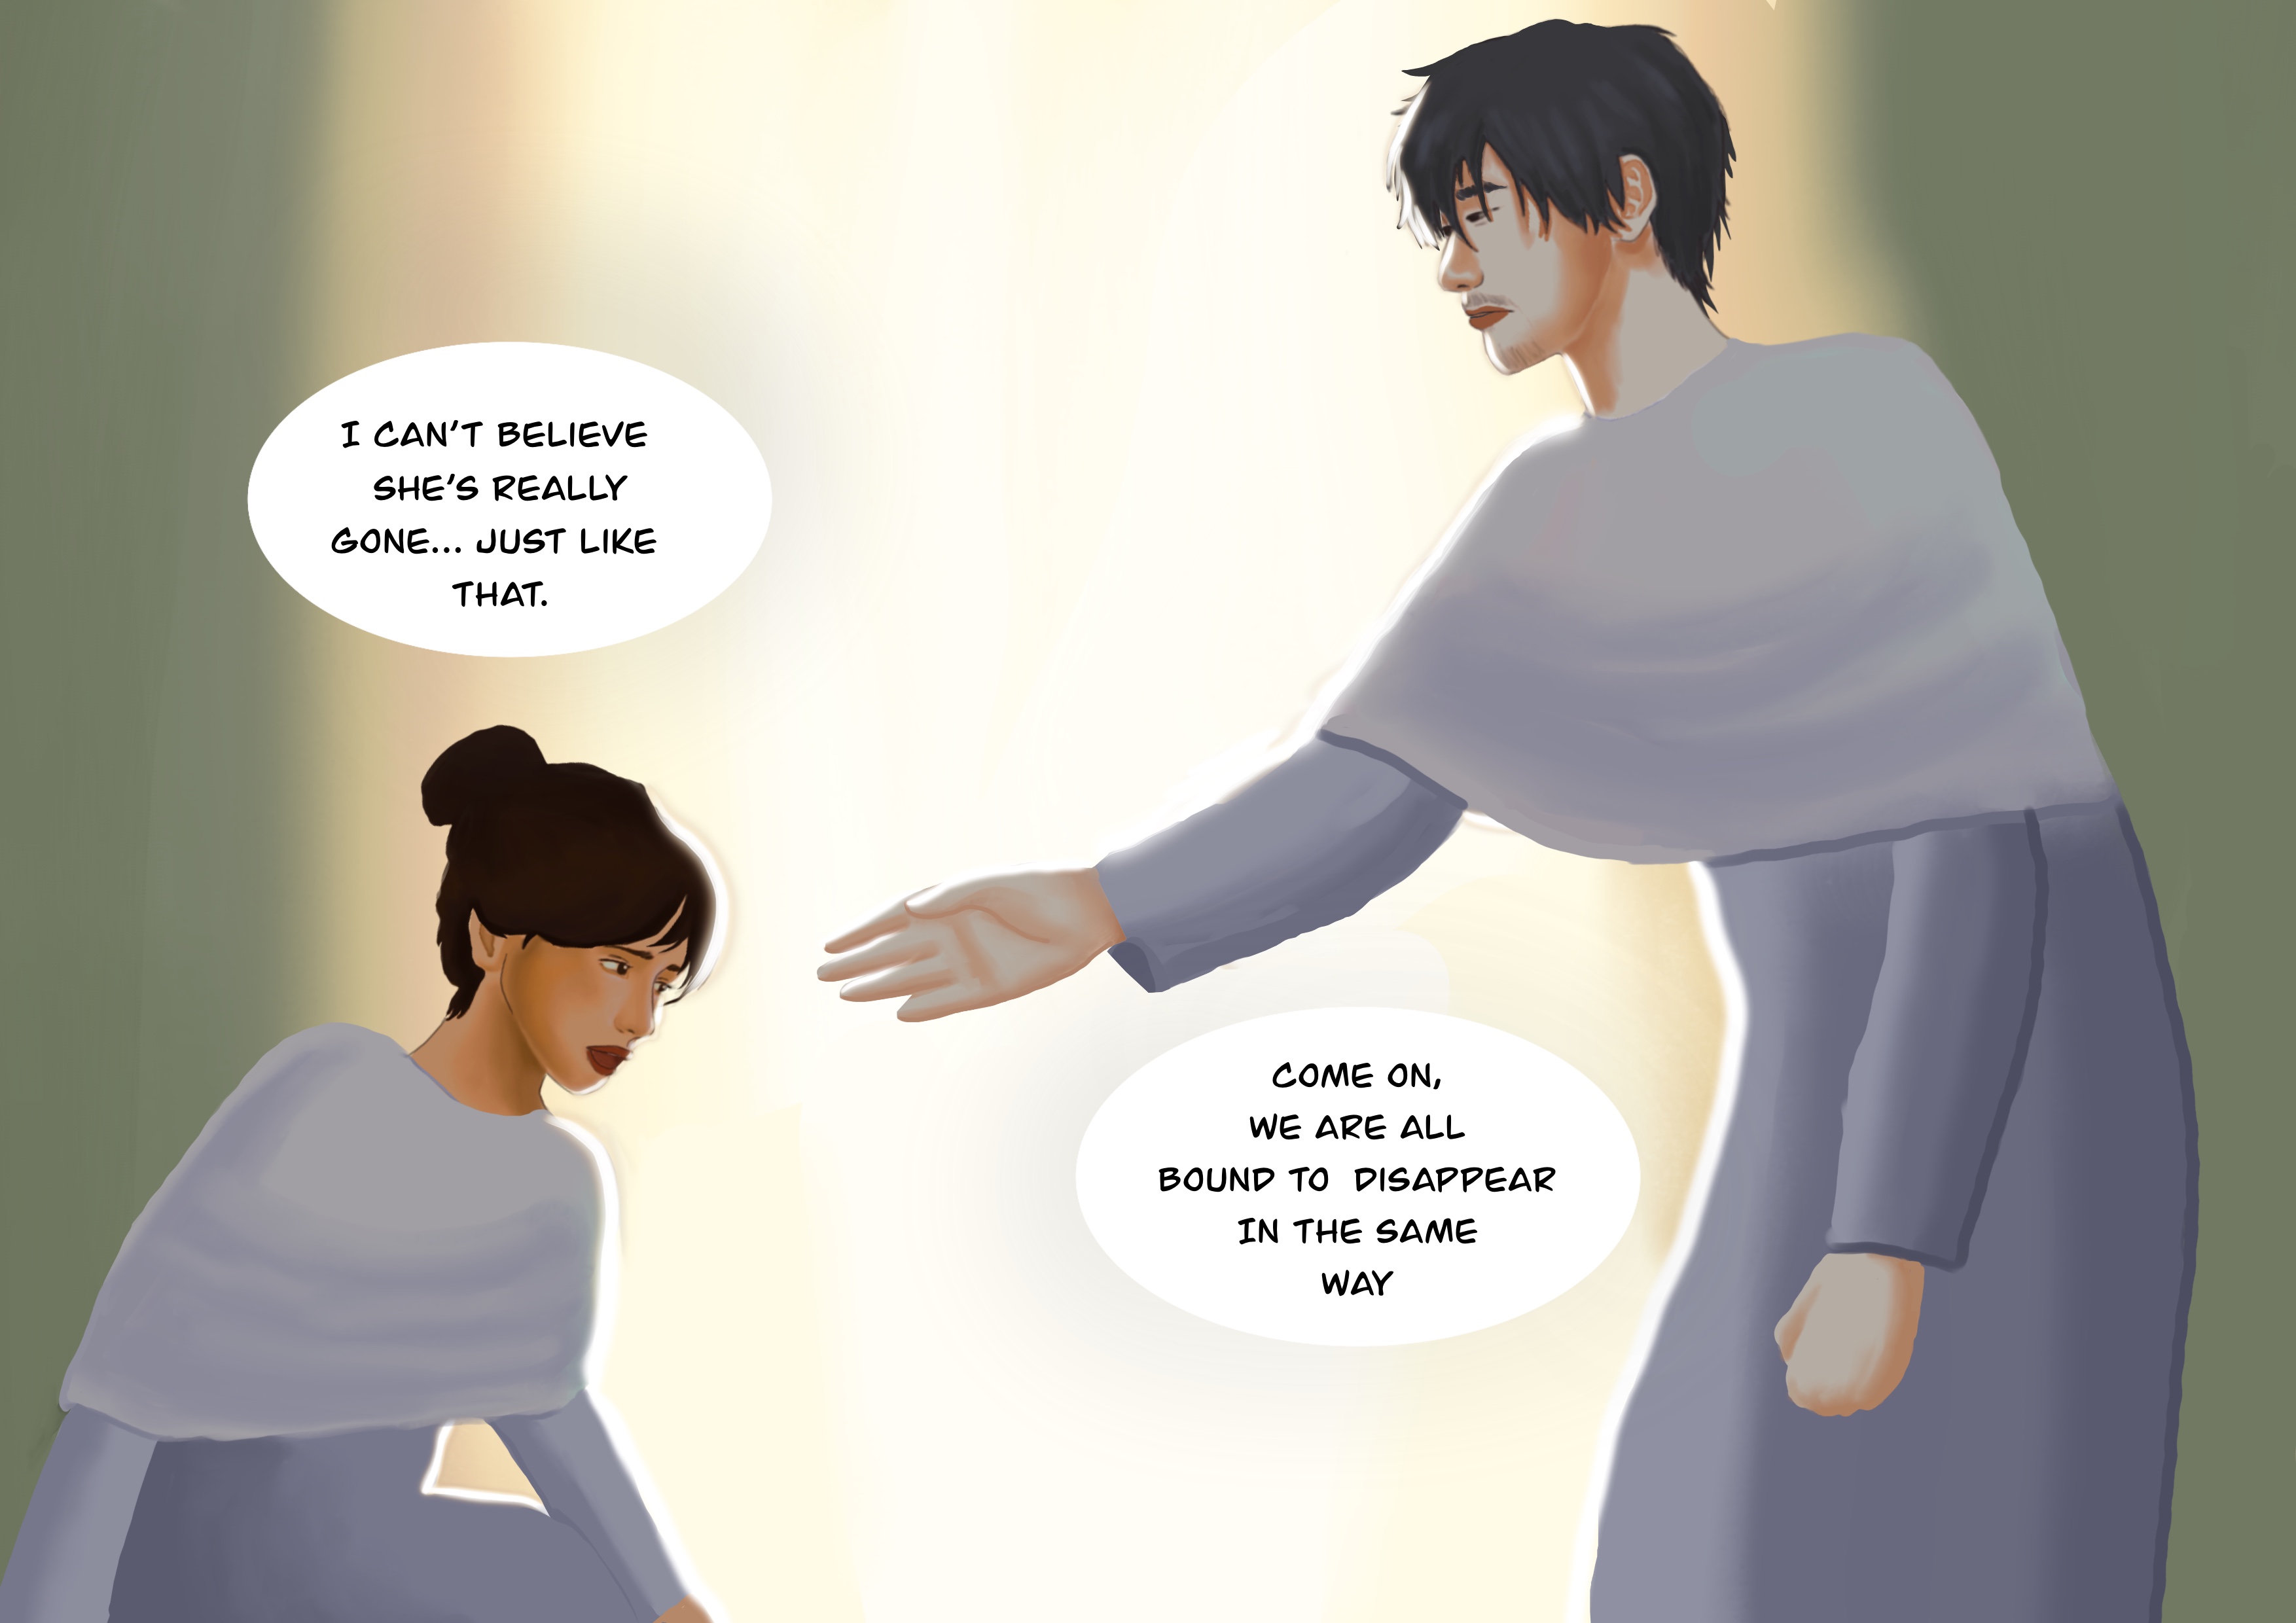 I CAN'T BELIEVE
SHE'S REALLY
GONE... JUST LIKE
THAT.
COME ON,
WE ARE ALL
BOUND TO  DISAPPEAR
IN THE SAME
WAY